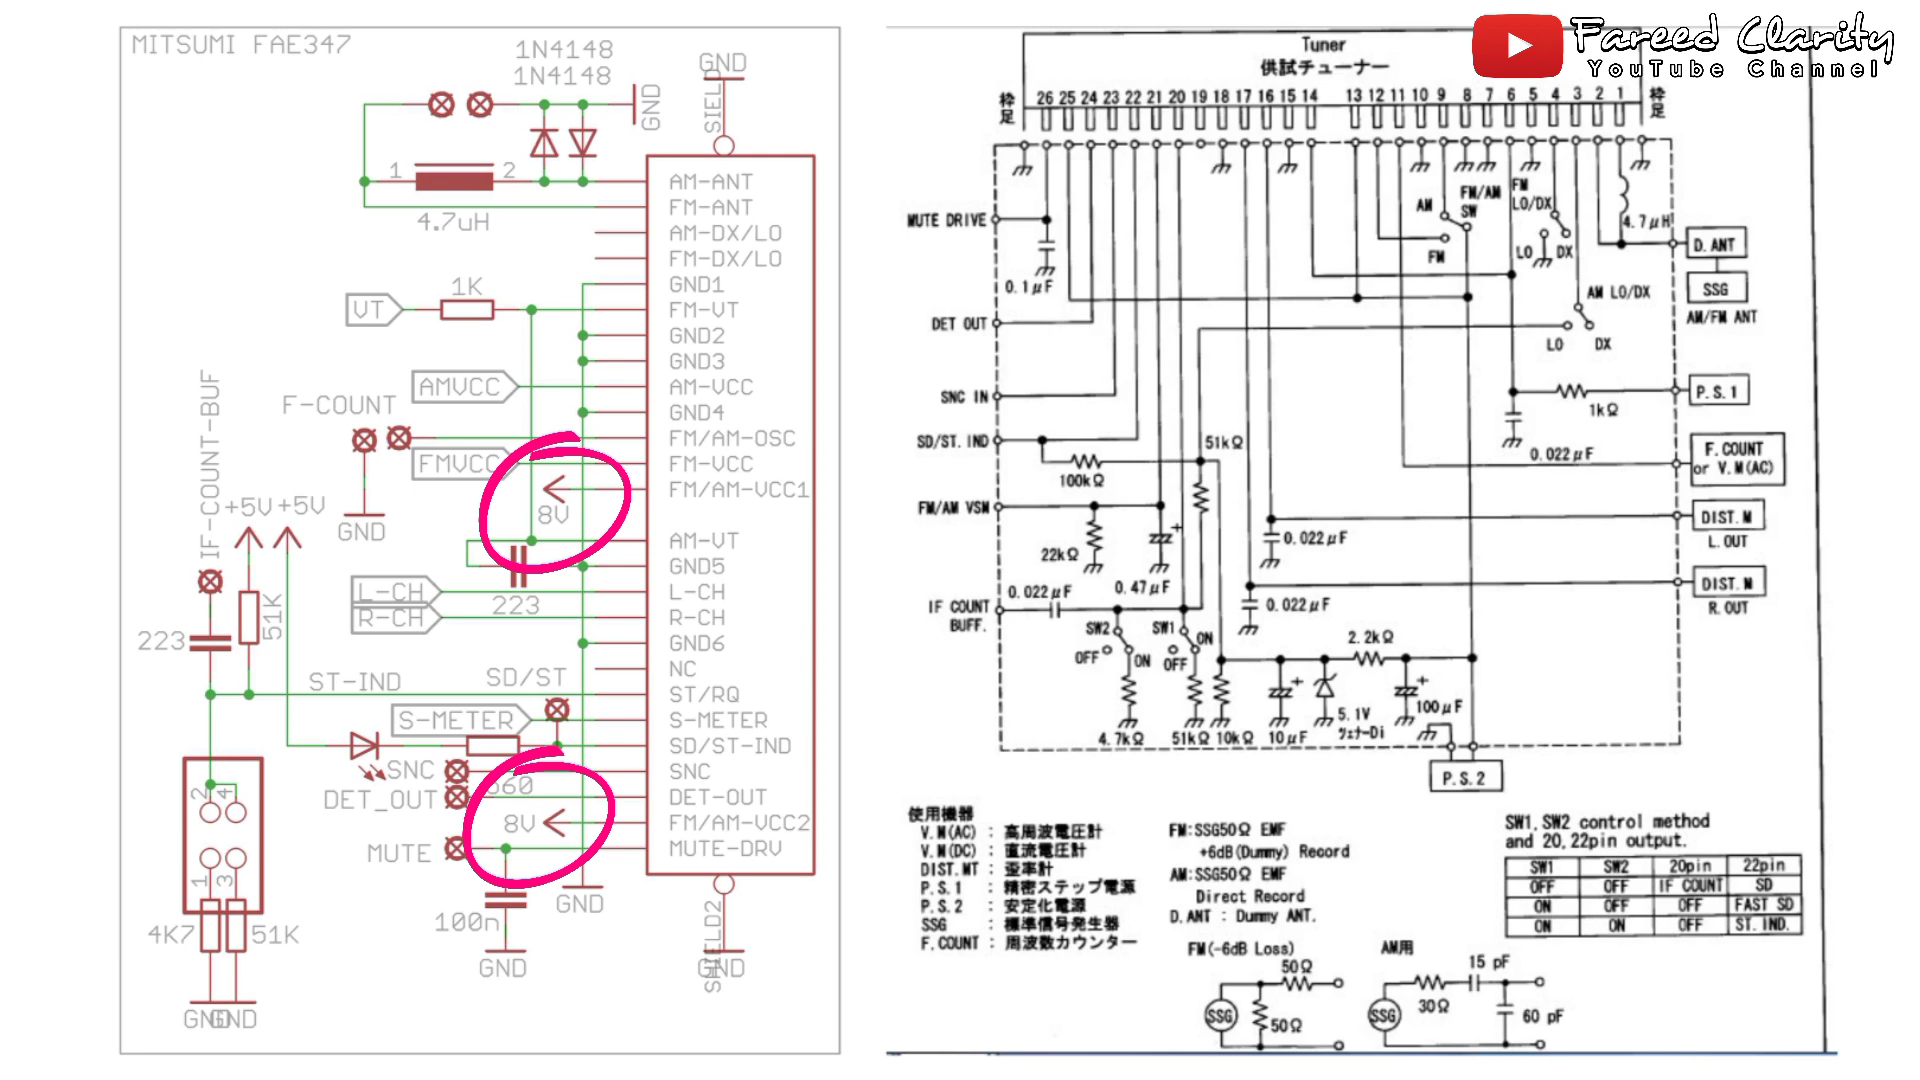 MITSUMI FAE347
1N4148
1N4148
GND
SIELD
GND
1
2
4.7uH
AM-ANT
FM-ANT
AM-DX/LO
FM-DX/LO
GND1
VT
1K
FM-VT
GND2
GND3
AMVCC
AM-VCC
GND4
F-COUNT
FM/AM-OSC
FMVCC
FM-VCC
FM/AM-VCC1
8V
GND
IF-COUNT-BUF
+5V
+5V
AM-VT
GND5
L-CH
L-CH
223
R-CH
R-CH
51K
223
GND6
NC
ST-IND
SD/ST
ST/RQ
S-METER
S-METER
SD/ST-IND
SNC
560
SNC
DET_OUT
DET-OUT
8V
FM/AM-VCC2
MUTE
MUTE-DRV
2
4
1
3
GND
100n
4K7
51K
GND
SHIELD2
GND
GND
GND
Fareed Clarity
YouTube Channel
Tuner
供試チューナー
枠足
26 25 24 23 22 21 20 19 18 17 16 15 14 13 12 11 10 9 8 7 6 5 4 3 2 1
枠足
MUTE DRIVE
0.1μF
AM
FM/AM
SW
FM
FM
LO/DX
LO
DX
4.7μH
D.ANT
SSG
AM/FM ANT
DET OUT
AM LO/DX
LO
DX
SNC IN
P.S.1
1kΩ
SD/ST.IND
100kΩ
51kΩ
0.022μF
F.COUNT
or V.M(AC)
FM/AM VSM
22kΩ
0.47μF
0.022μF
DIST.M
L.OUT
IF COUNT
BUFF.
0.022μF
0.022μF
DIST.M
R.OUT
SW2
OFF
ON
SW1
ON
OFF
2.2kΩ
4.7kΩ
51kΩ
10kΩ
10μF
5.1V
ツェナーDi
100μF
P.S.2
使用機器
V.M(AC) : 高周波電圧計
V.M(DC) : 直流電圧計
DIST.MT : 歪率計
P.S.1 : 精密ステップ電源
P.S.2 : 安定化電源
SSG : 標準信号発生器
F.COUNT : 周波数カウンター
FM:SSG50Ω EMF
+6dB(Dummy) Record
AM:SSG50Ω EMF
Direct Record
D.ANT : Dummy ANT.
SW1,SW2 control method
and 20,22pin output.
SW1 SW2 20pin 22pin
OFF OFF IF COUNT SD
ON OFF OFF FAST SD
ON ON OFF ST.IND.
FM(-6dB Loss)
50Ω
SSG
50Ω
AM用
15 pF
SSG
30Ω
60 pF